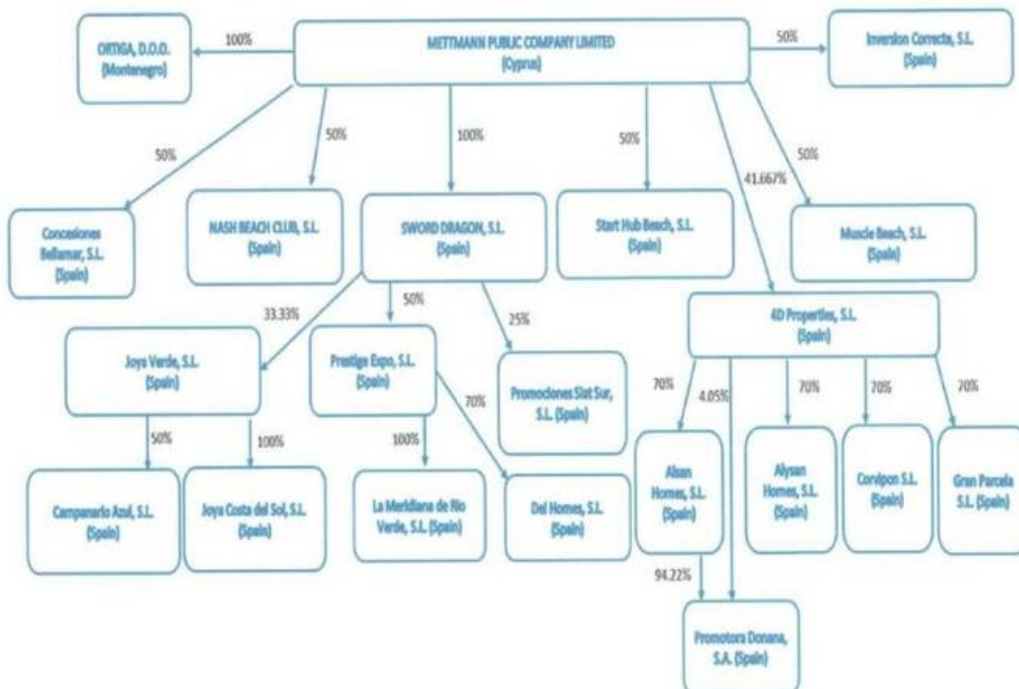 ORTIGA, D.O.O.
(Montenegro)
100%
METTMANN PUBLIC COMPANY LIMITED
(Cyprus)
50%
Inversion Correcta, S.L.
(Spain)
50%
50%
100%
50%
41.667%
50%
Concesiones
Bellamar, S.L.
(Spain)
NASH BEACH CLUB, S.L.
(Spain)
SWORD DRAGON, S.L.
(Spain)
Start Hub Beach, S.L.
(Spain)
Muscle Beach, S.L.
(Spain)
33.33%
50%
25%
4D Properties, S.L.
(Spain)
Joya Verde, S.L.
(Spain)
Prestige Expo, S.L.
(Spain)
Promociones Siat Sur,
S.L. (Spain)
50%
100%
100%
70%
70%
4.05%
70%
70%
70%
Campanario Azul, S.L.
(Spain)
Joya Costa del Sol, S.L.
(Spain)
La Meridiana de Rio
Verde, S.L. (Spain)
Del Homes, S.L.
(Spain)
Alsan
Homes, S.L.
(Spain)
Alysan
Homes, S.L.
(Spain)
Corvipon S.L.
(Spain)
Gran Parcela
S.L. (Spain)
94.22%
Promotora Donana,
S.A. (Spain)